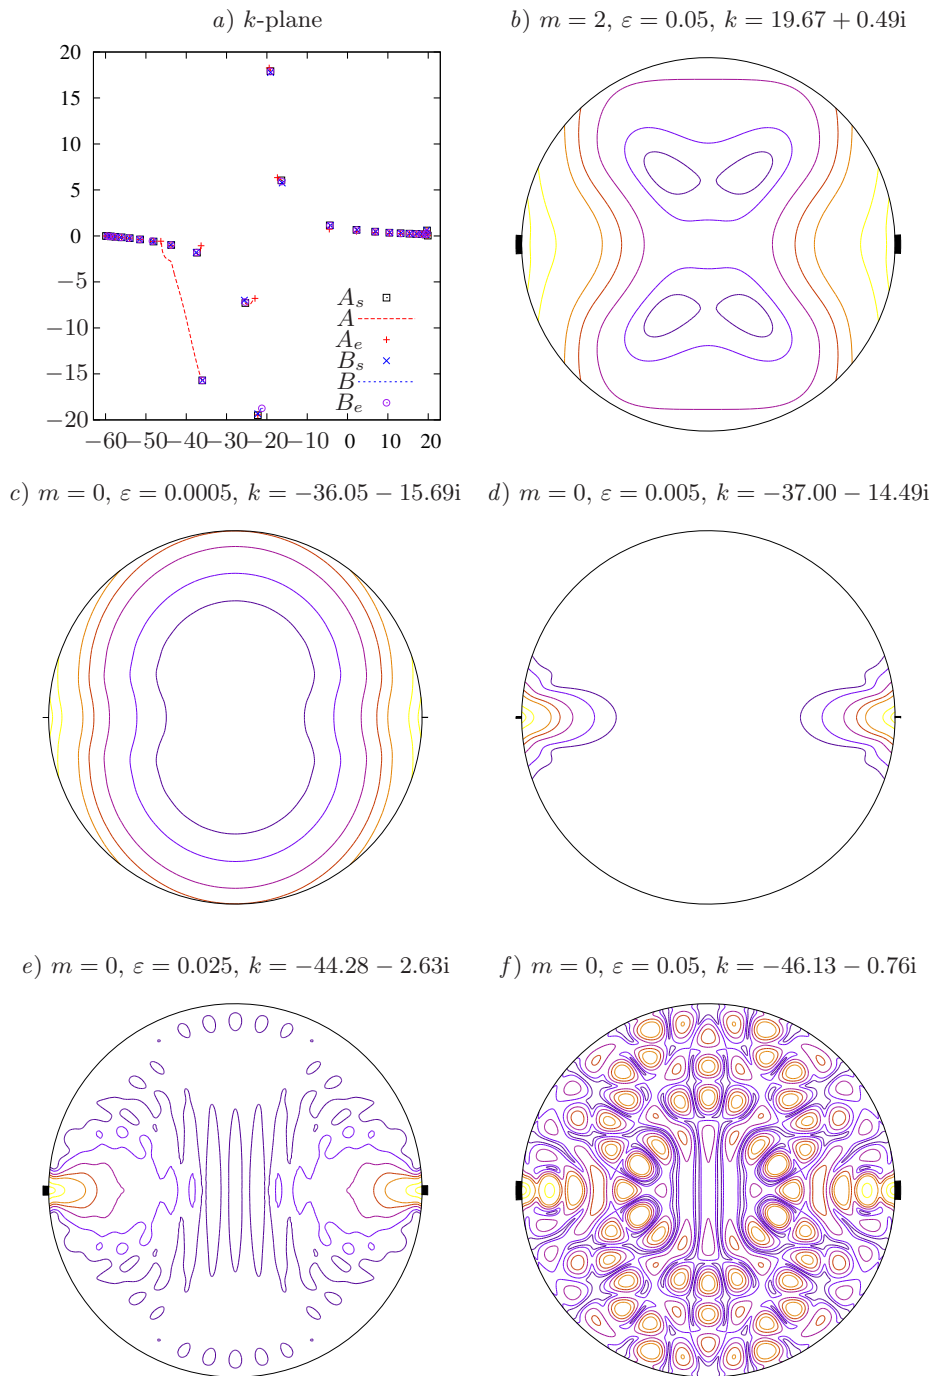 a) k-plane
b) m = 2, ε = 0.05, k = 19.67 + 0.49i
20
15
10
5
0
−5
−10
−15
−20
−60 −50 −40 −30 −20 −10 0 10 20
A_s
A
A_e
B_s
B
B_e
c) m = 0, ε = 0.0005, k = −36.05 − 15.69i
d) m = 0, ε = 0.005, k = −37.00 − 14.49i
e) m = 0, ε = 0.025, k = −44.28 − 2.63i
f) m = 0, ε = 0.05, k = −46.13 − 0.76i